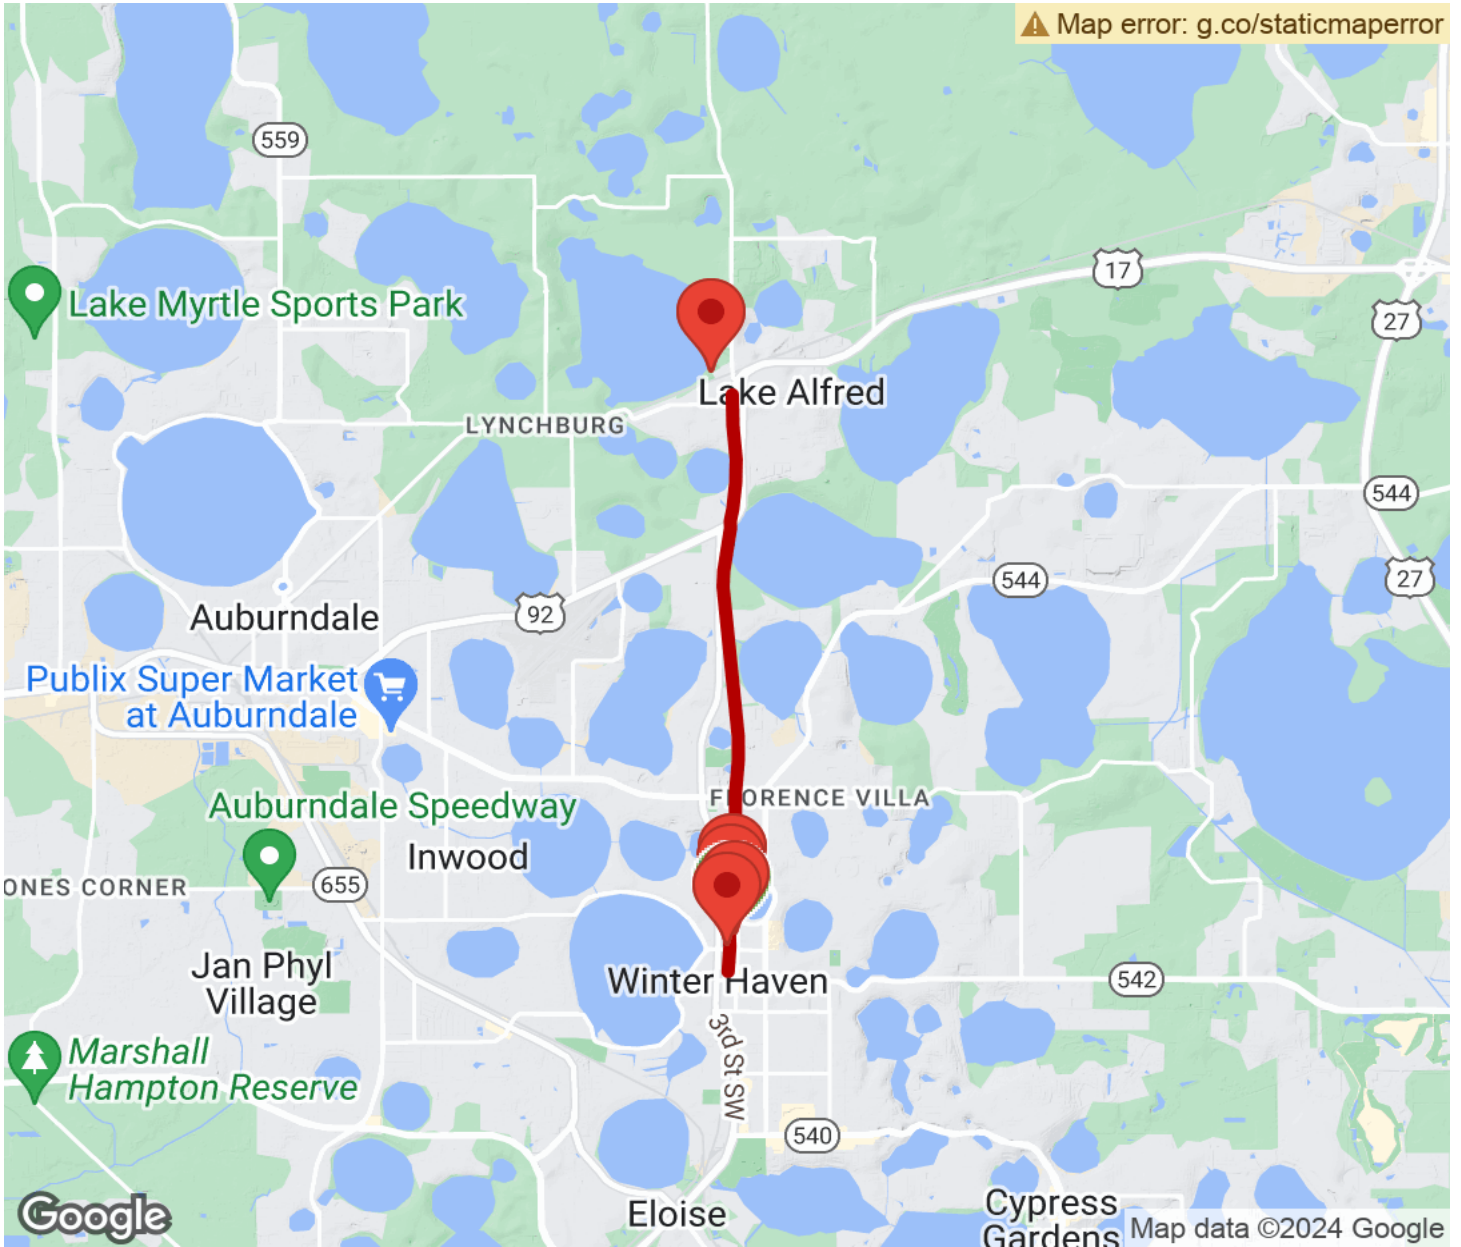 Map error: g.co/staticmaperror
559
17
Lake Myrtle Sports Park
27
Lake Alfred
LYNCHBURG
544
544
27
92
Auburndale
Publix Super Market
at Auburndale
FLORENCE VILLA
Auburndale Speedway
Inwood
ONES CORNER
655
Jan Phyl
Village
Winter Haven
542
3rd St SW
Marshall
Hampton Reserve
540
Eloise
Cypress
Gardens
Google
Map data ©2024 Google